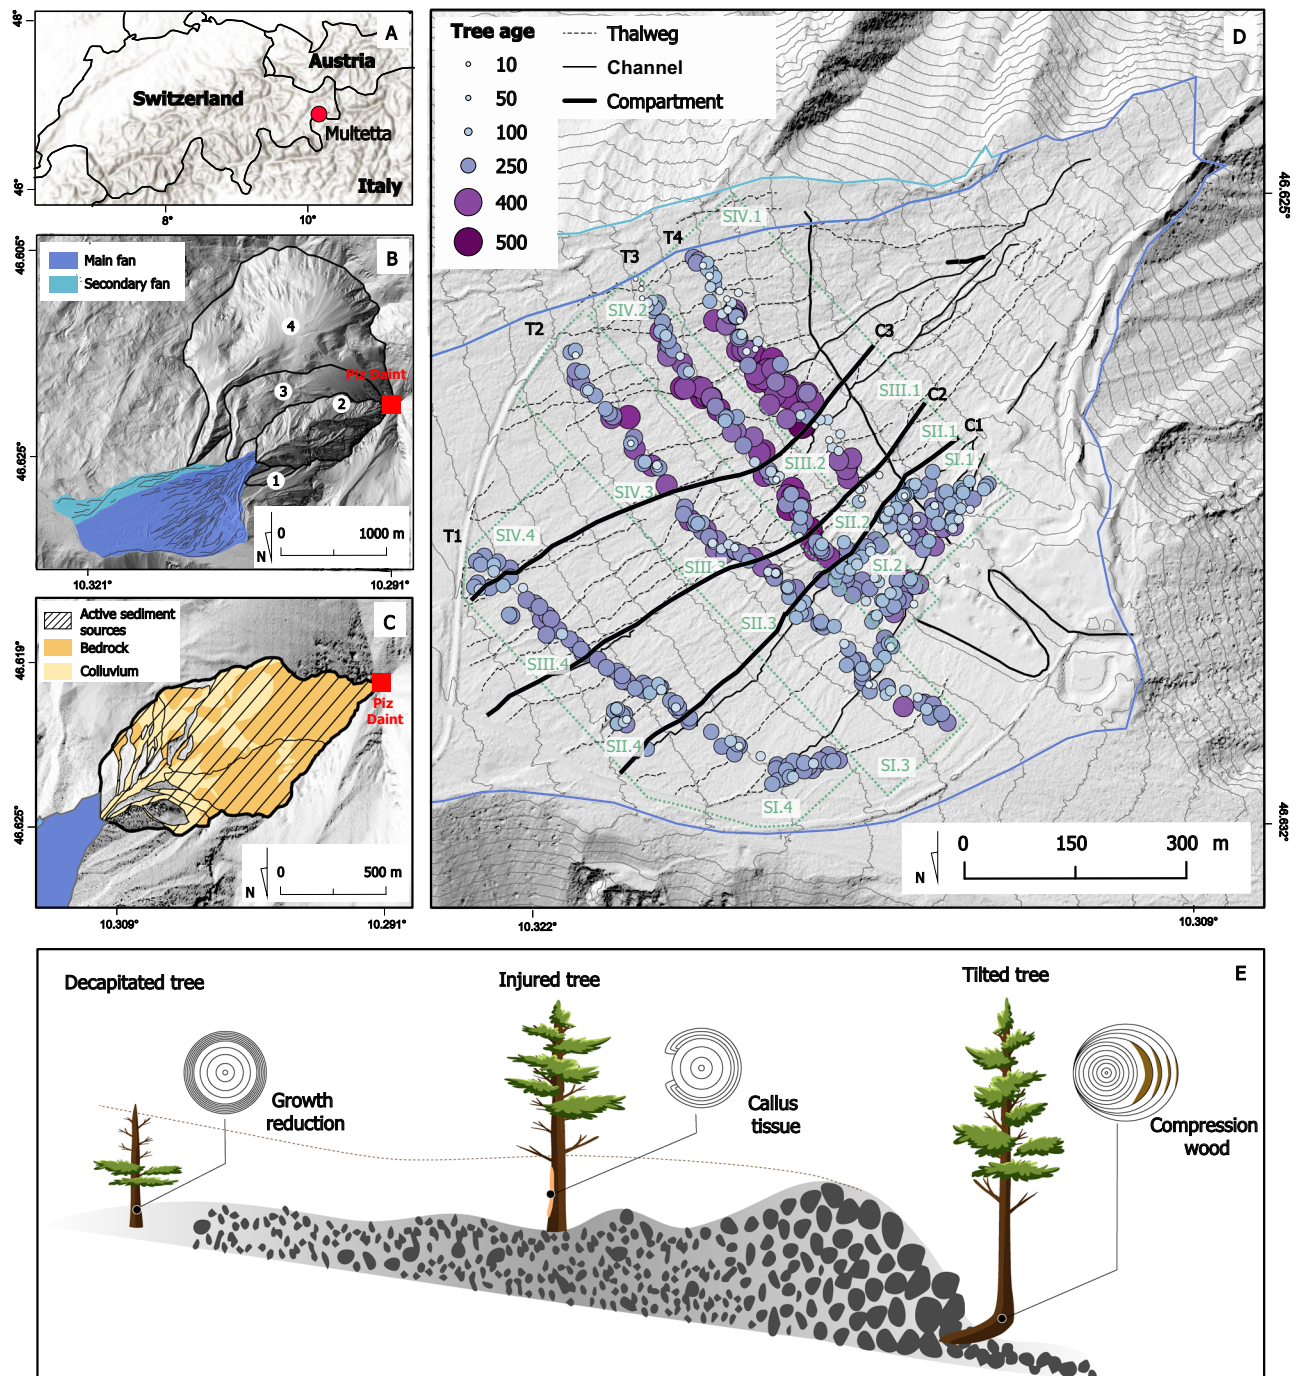 A
48°
46°
8°
10°
Austria
Switzerland
Multetta
Italy
B
Main fan
Secondary fan
46.605
46.625°
10.321°
10.291°
4
3
2
1
Piz Daint
0 1000 m
N
C
Active sediment
sources
Bedrock
Colluvium
46.619°
46.625°
10.309°
10.291°
Piz
Daint
0 500 m
N
D
Tree age
10
50
100
250
400
500
Thalweg
Channel
Compartment
46.625°
46.632°
10.322°
10.309°
T4
T3
T2
T1
C3
C2
C1
SIV.1
SIV.2
SIII.1
SII.1
SI.1
SIII.2
SIV.3
SII.2
SIV.4
SIII.3
SI.2
SII.3
SIII.4
SII.4
SI.3
SI.4
0 150 300 m
N
E
Decapitated tree
Injured tree
Tilted tree
Growth
reduction
Callus
tissue
Compression
wood